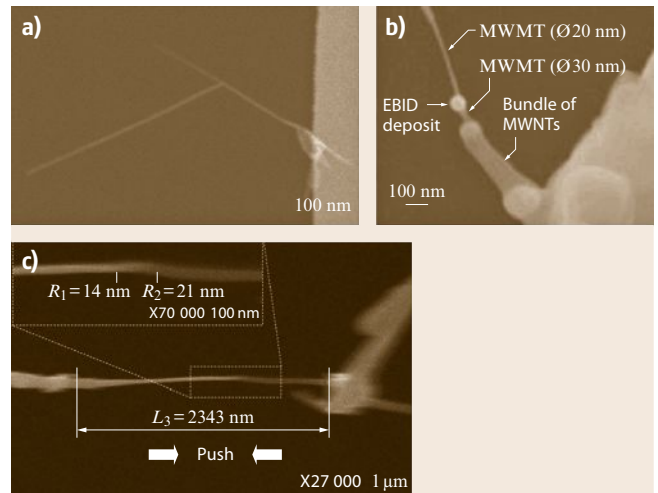 a)
100 nm
b)
MWMT (Ø20 nm)
MWMT (Ø30 nm)
EBID
deposit
Bundle of
MWNTs
100 nm
c)
R₁ = 14 nm R₂ = 21 nm
X70 000 100 nm
L₃ = 2343 nm
Push
X27 000 1 µm